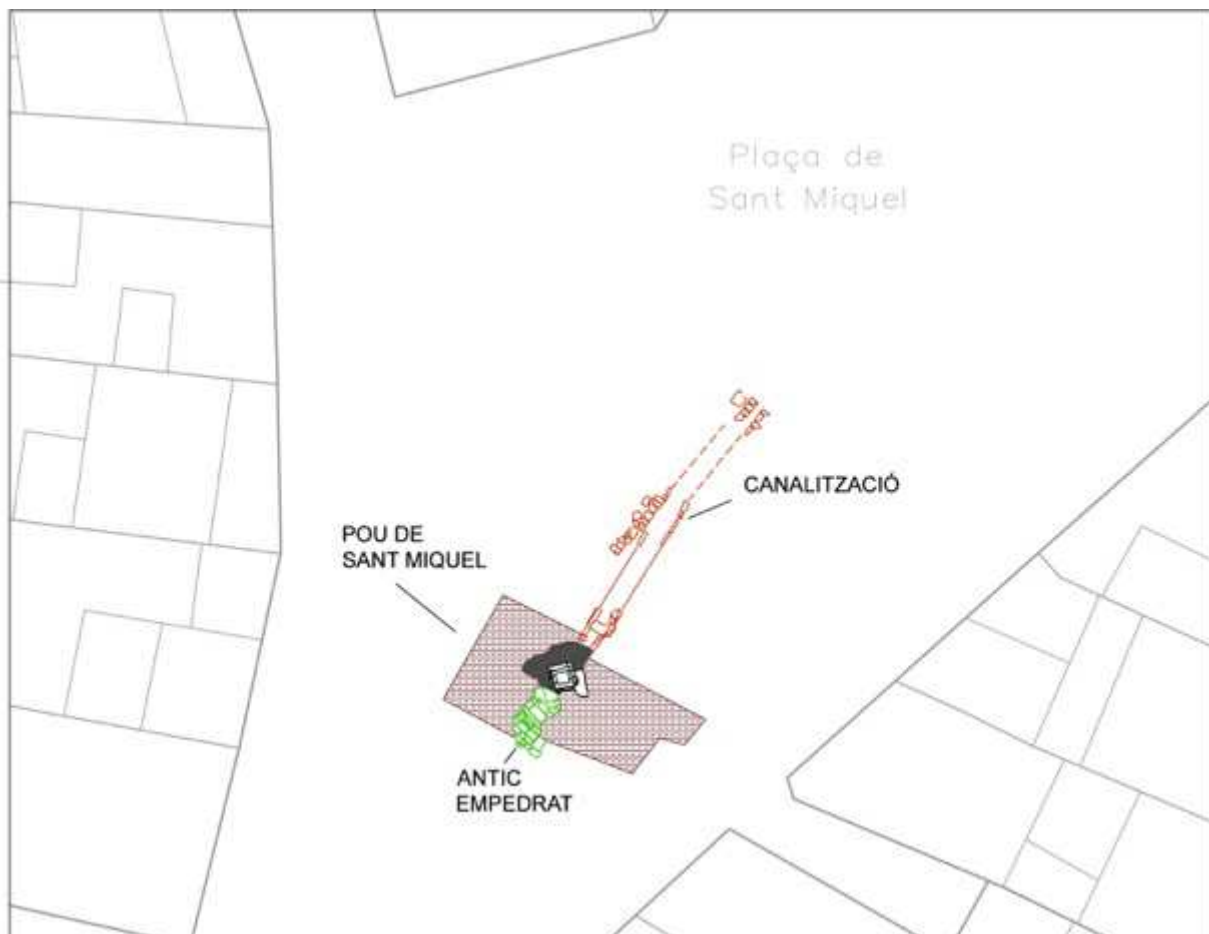 Plaça de
Sant Miquel
CANALITZACIÓ
POU DE
SANT MIQUEL
ANTIC
EMPEDRAT